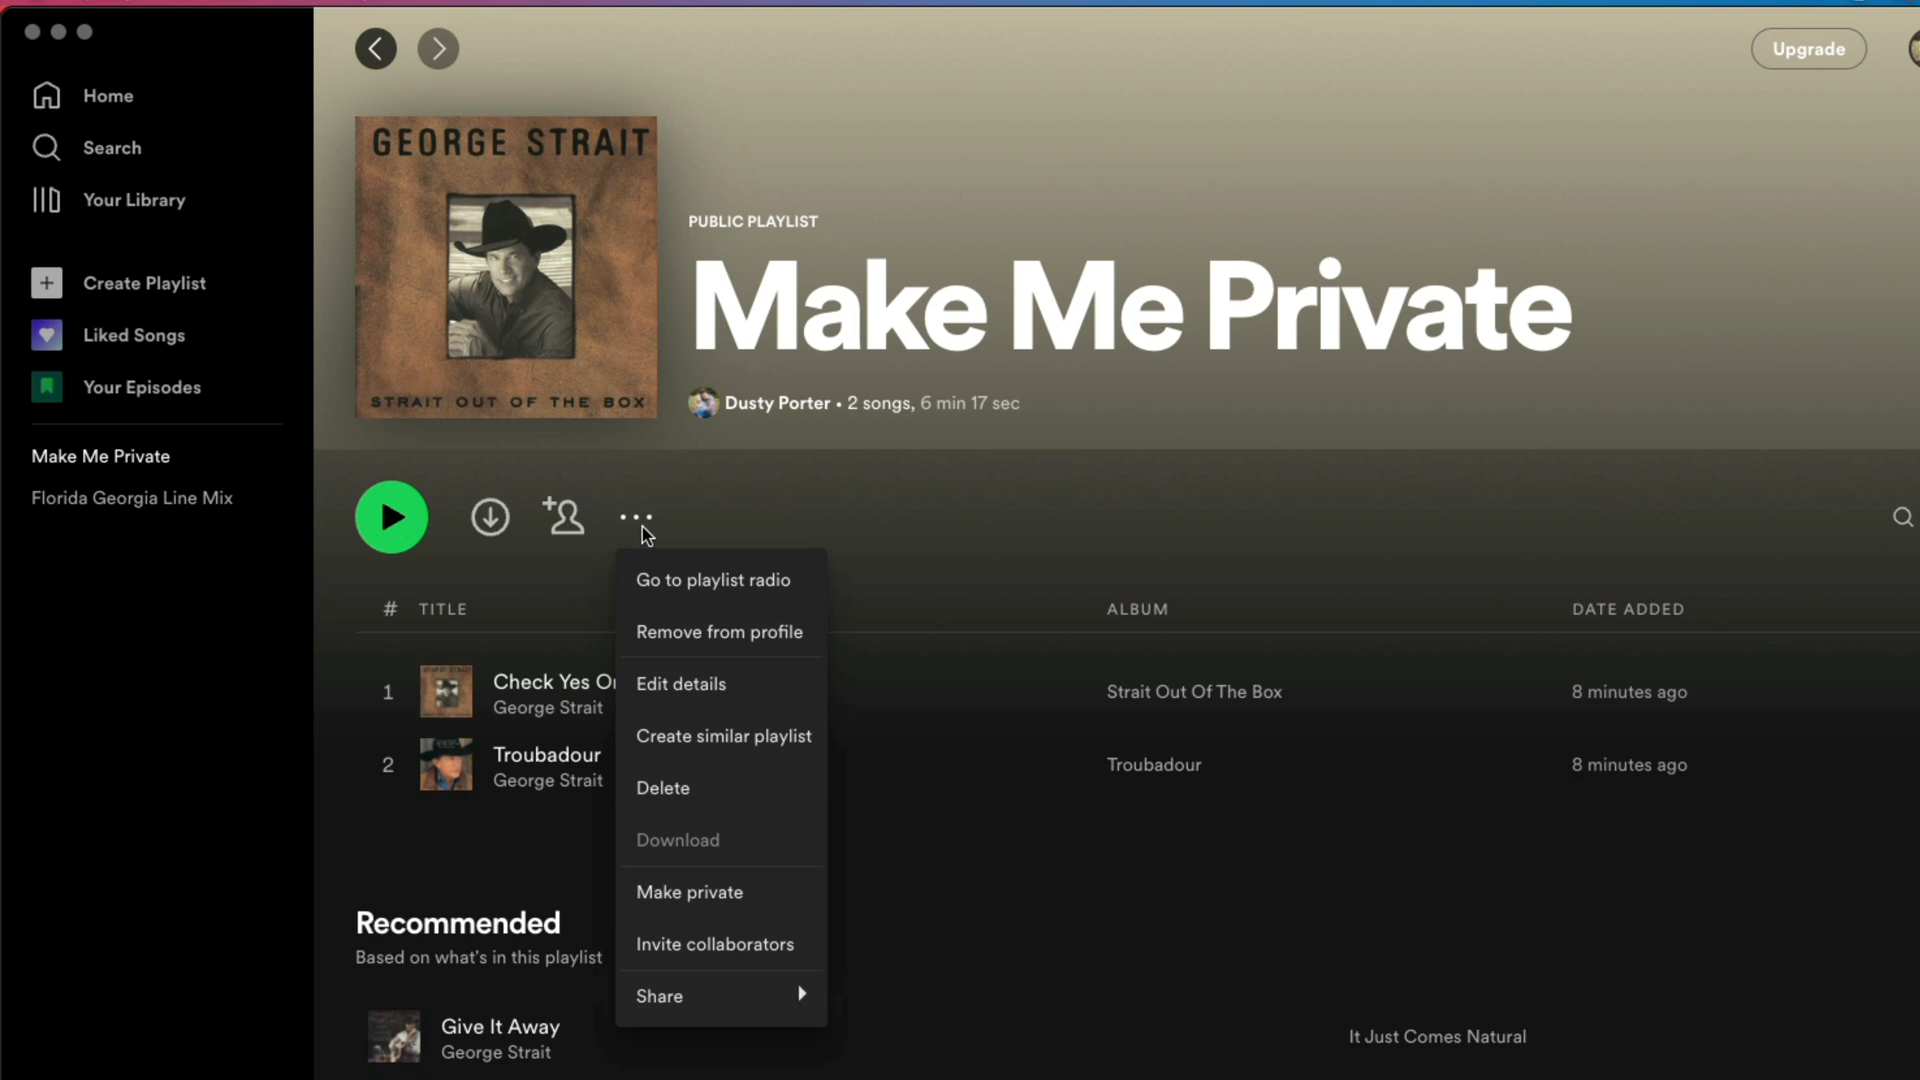 Home
Search
Your Library
Create Playlist
Liked Songs
Your Episodes
Make Me Private
Florida Georgia Line Mix
Upgrade
GEORGE STRAIT
STRAIT OUT OF THE BOX
PUBLIC PLAYLIST
Make Me Private
Dusty Porter • 2 songs, 6 min 17 sec
# TITLE ALBUM DATE ADDED
1 Check Yes Or Strait Out Of The Box 8 minutes ago
George Strait
2 Troubadour Troubadour 8 minutes ago
George Strait
Go to playlist radio
Remove from profile
Edit details
Create similar playlist
Delete
Download
Make private
Invite collaborators
Share
Recommended
Based on what's in this playlist
Give It Away It Just Comes Natural
George Strait